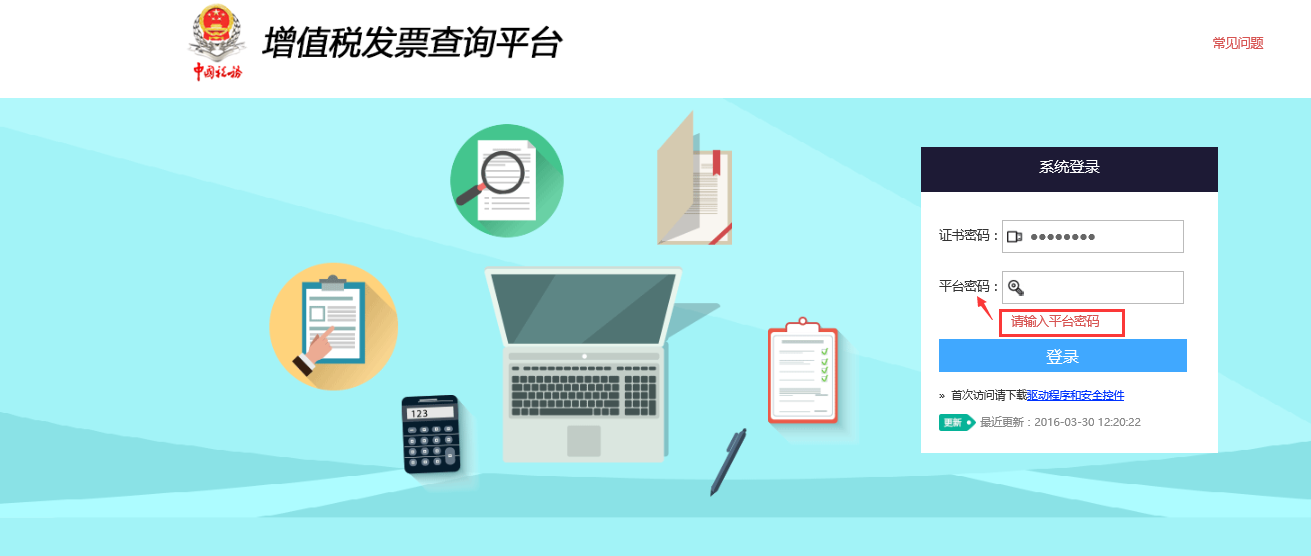 中国税务
增值税发票查询平台
常见问题
系统登录
证书密码：
平台密码：
请输入平台密码
登录
» 首次访问请下载驱动程序和安全控件
更新 最近更新：2016-03-30 12:20:22
123